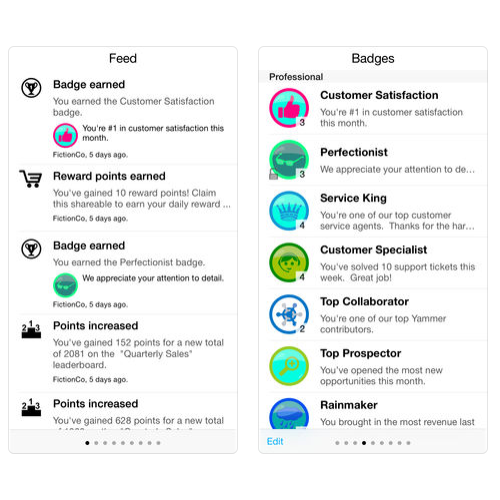 Feed
Badge earned
You earned the Customer Satisfaction
badge.
You're #1 in customer satisfaction this
month.
FictionCo, 5 days ago.
Reward points earned
You've gained 10 reward points! Claim
this shareable to earn your daily reward ...
FictionCo, 5 days ago.
Badge earned
You earned the Perfectionist badge.
We appreciate your attention to detail.
FictionCo, 5 days ago.
2 1 3
Points increased
You've gained 152 points for a new total
of 2081 on the "Quarterly Sales"
leaderboard.
FictionCo, 5 days ago.
2 1 3
Points increased
You've gained 628 points for a new total
Badges
Professional
Customer Satisfaction
You're #1 in customer satisfaction
this month.
3
Perfectionist
We appreciate your attention to de...
3
Service King
You're one of our top customer
service agents. Thanks for the har...
4
Customer Specialist
You've solved 10 support tickets this
week. Great job!
4
Top Collaborator
You're one of our top Yammer
contributors.
2
Top Prospector
You've opened the most new
opportunities this month.
Rainmaker
You brought in the most revenue last
Edit